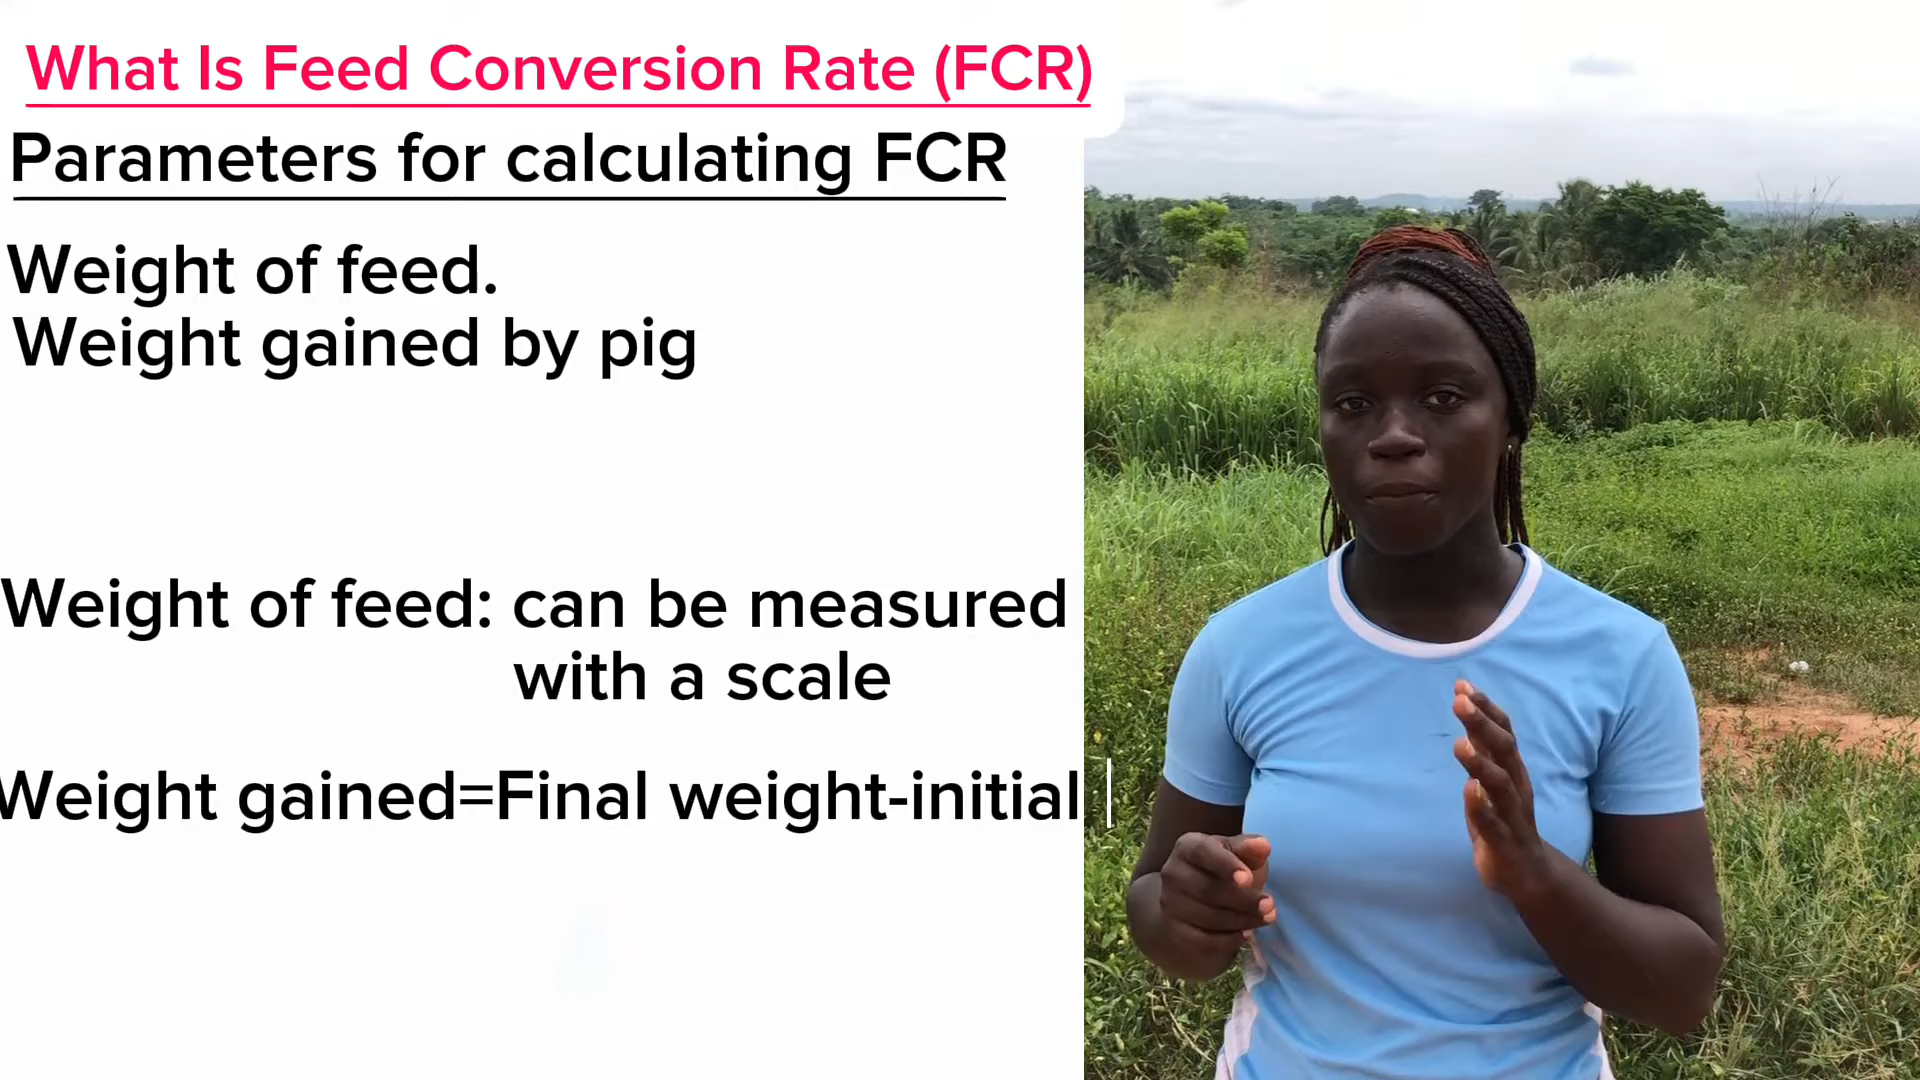 What Is Feed Conversion Rate (FCR)
Parameters for calculating FCR
Weight of feed.
Weight gained by pig
Weight of feed: can be measured
with a scale
Weight gained=Final weight-initial